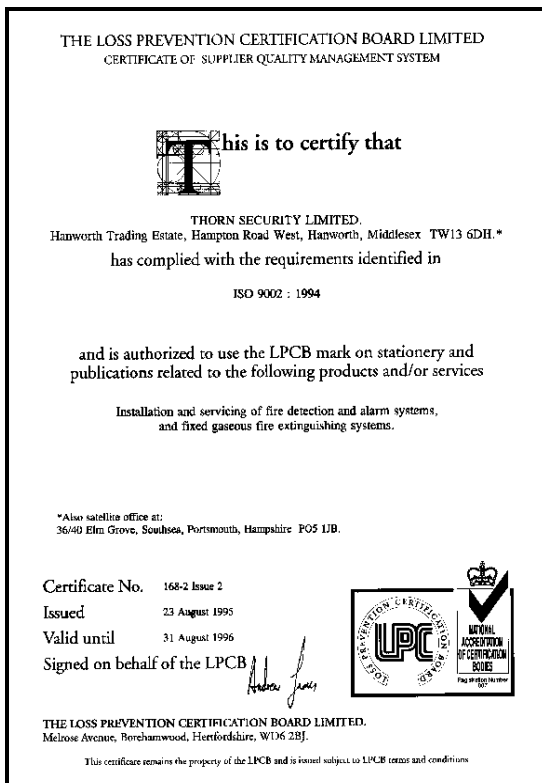 THE LOSS PREVENTION CERTIFICATION BOARD LIMITED
CERTIFICATE OF SUPPLIER QUALITY MANAGEMENT SYSTEM
This is to certify that
THORN SECURITY LIMITED.
Hanworth Trading Estate, Hampton Road West, Hanworth, Middlesex TW13 6DH.*
has complied with the requirements identified in
ISO 9002 : 1994
and is authorized to use the LPCB mark on stationery and
publications related to the following products and/or services
Installation and servicing of fire detection and alarm systems,
and fixed gaseous fire extinguishing systems.
*Also satellite office at:
36/40 Elm Grove, Southsea, Portsmouth, Hampshire PO5 1JB.
Certificate No. 168-2 Issue 2
Issued 23 August 1995
Valid until 31 August 1996
Signed on behalf of the LPCB
LOSS PREVENTION CERTIFICATION BOARD
LPC
NATIONAL
ACCREDITATION
OF CERTIFICATION
BODIES
Registration Number
007
THE LOSS PREVENTION CERTIFICATION BOARD LIMITED.
Melrose Avenue, Borehamwood, Hertfordshire, WD6 2BJ.
This certificate remains the property of the LPCB and is issued subject to LPCB terms and conditions